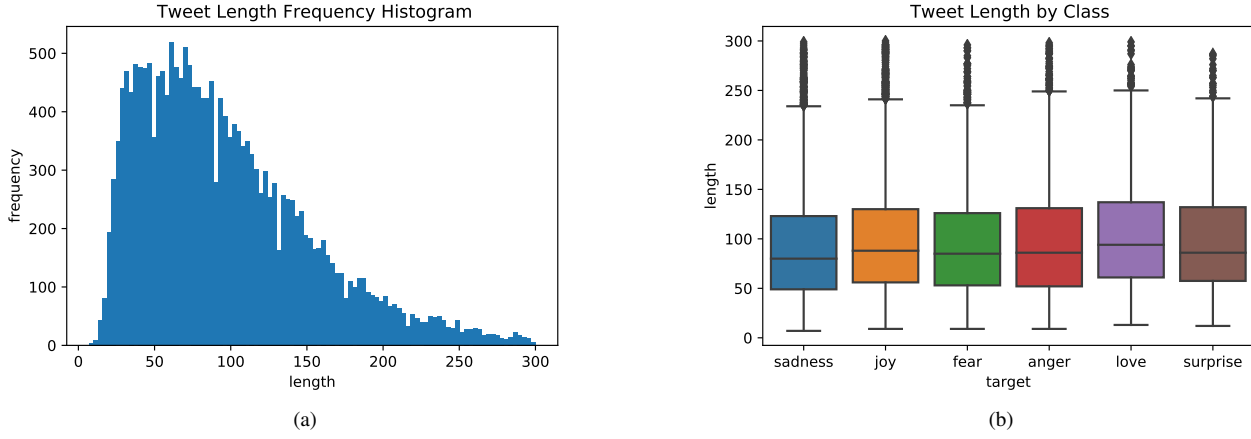 Tweet Length Frequency Histogram
500
400
300
200
100
0
frequency
0 50 100 150 200 250 300
length
(a)
Tweet Length by Class
300
250
200
150
100
50
0
length
sadness joy fear anger love surprise
target
(b)